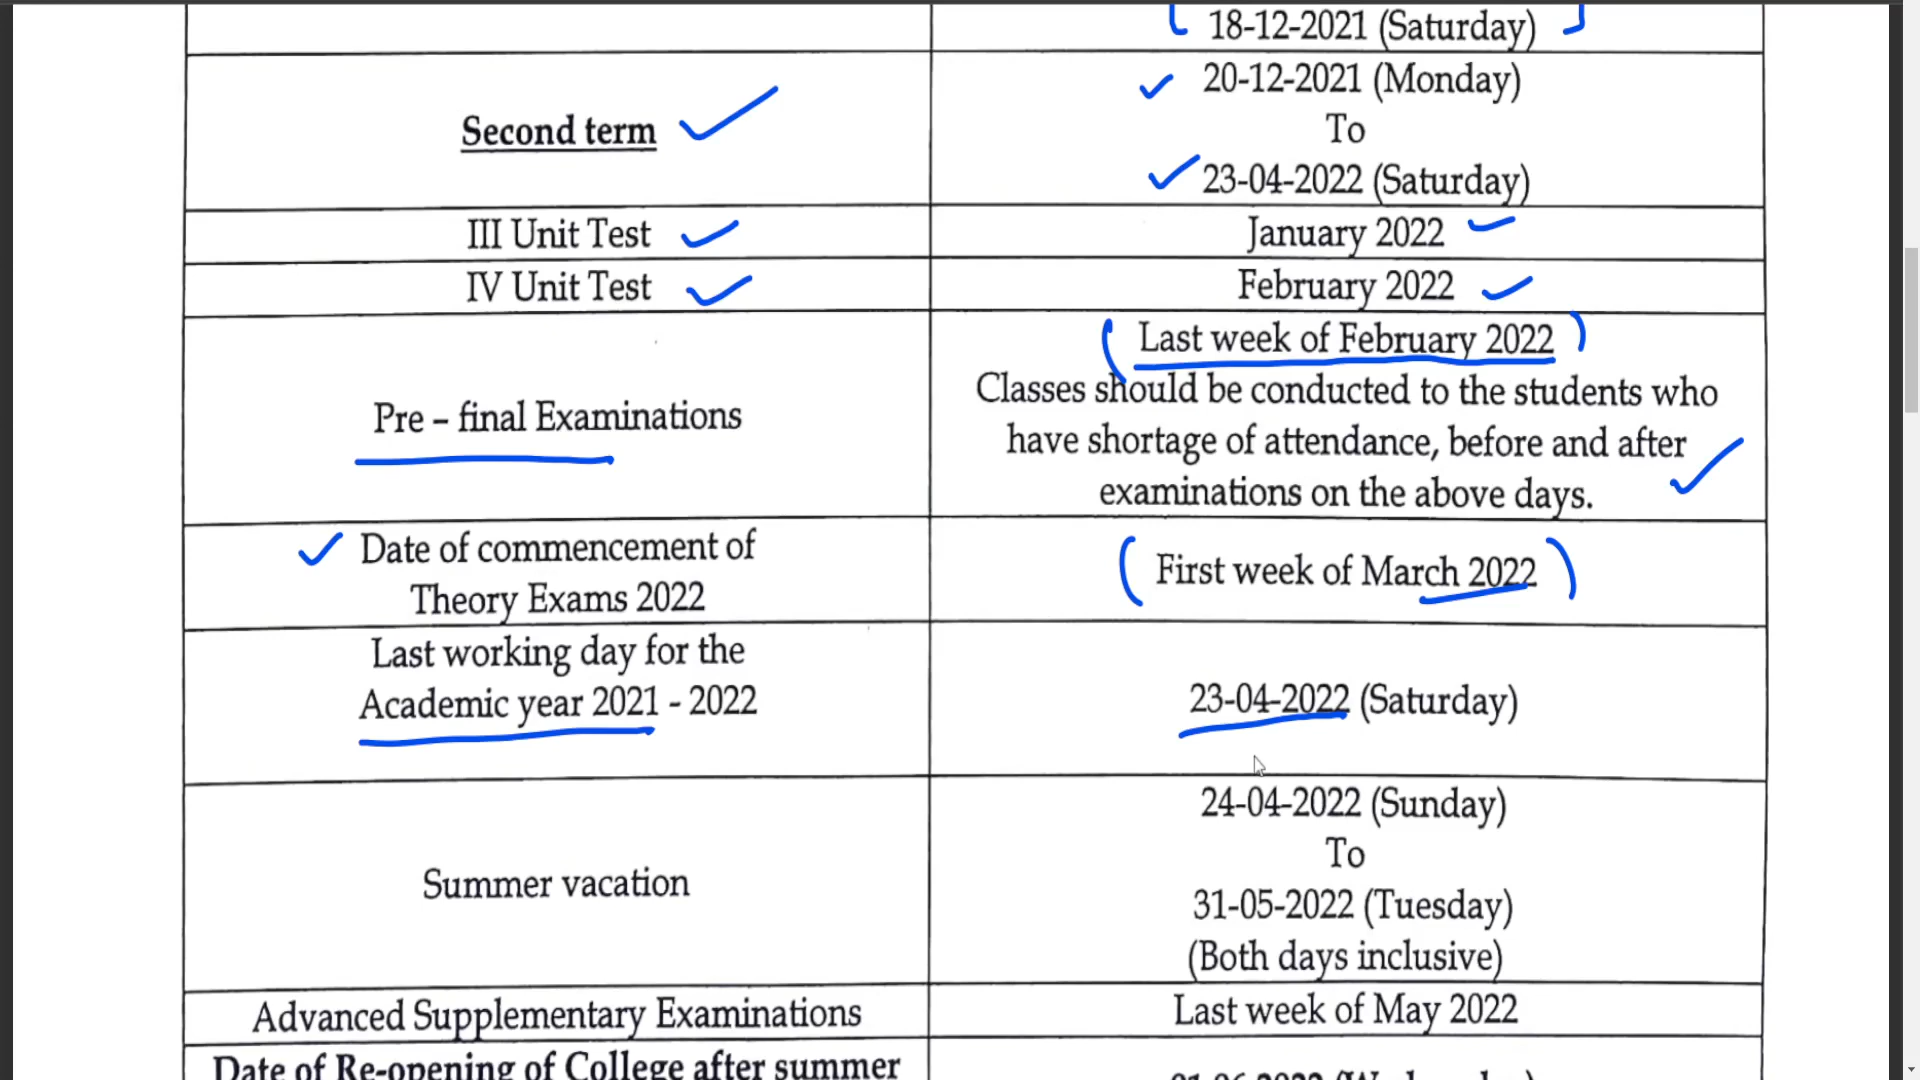 18-12-2021 (Saturday)
Second term
20-12-2021 (Monday)
To
23-04-2022 (Saturday)
III Unit Test
January 2022
IV Unit Test
February 2022
Pre – final Examinations
Last week of February 2022
Classes should be conducted to the students who
have shortage of attendance, before and after
examinations on the above days.
Date of commencement of
Theory Exams 2022
First week of March 2022
Last working day for the
Academic year 2021 - 2022
23-04-2022 (Saturday)
Summer vacation
24-04-2022 (Sunday)
To
31-05-2022 (Tuesday)
(Both days inclusive)
Advanced Supplementary Examinations
Last week of May 2022
Date of Re-opening of College after summer